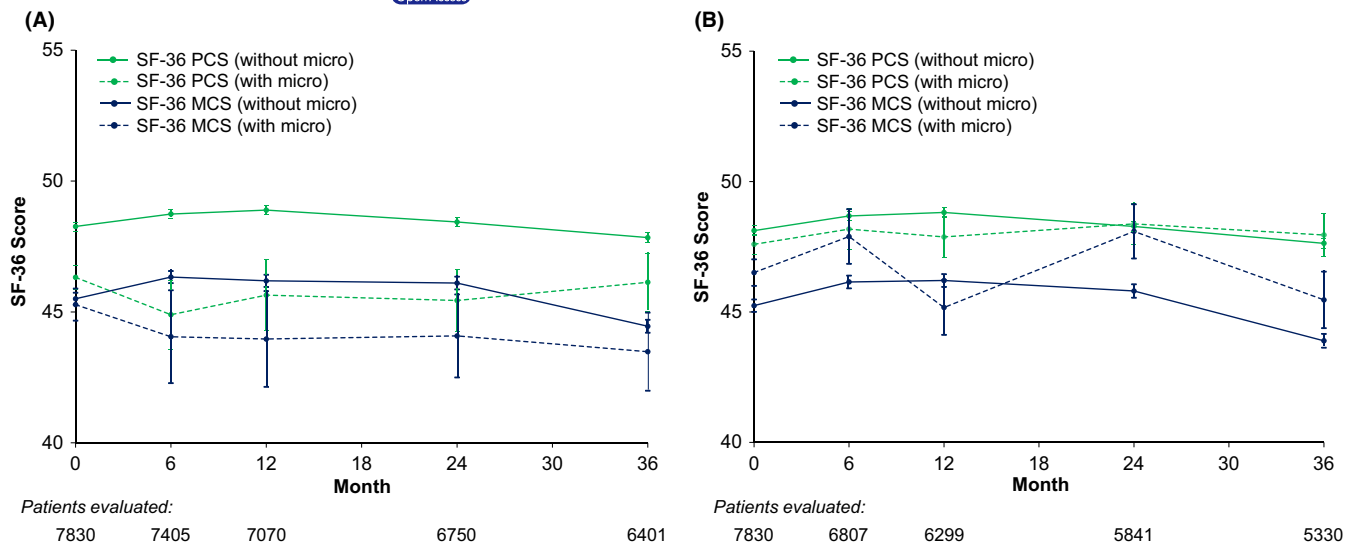 OpenAccess
(A)
55
50
45
40
SF-36 Score
SF-36 PCS (without micro)
SF-36 PCS (with micro)
SF-36 MCS (without micro)
SF-36 MCS (with micro)
0 6 12 18 24 30 36
Month
Patients evaluated:
7830 7405 7070 6750 6401
(B)
55
50
45
40
SF-36 Score
SF-36 PCS (without micro)
SF-36 PCS (with micro)
SF-36 MCS (without micro)
SF-36 MCS (with micro)
0 6 12 18 24 30 36
Month
7830 6807 6299 5841 5330